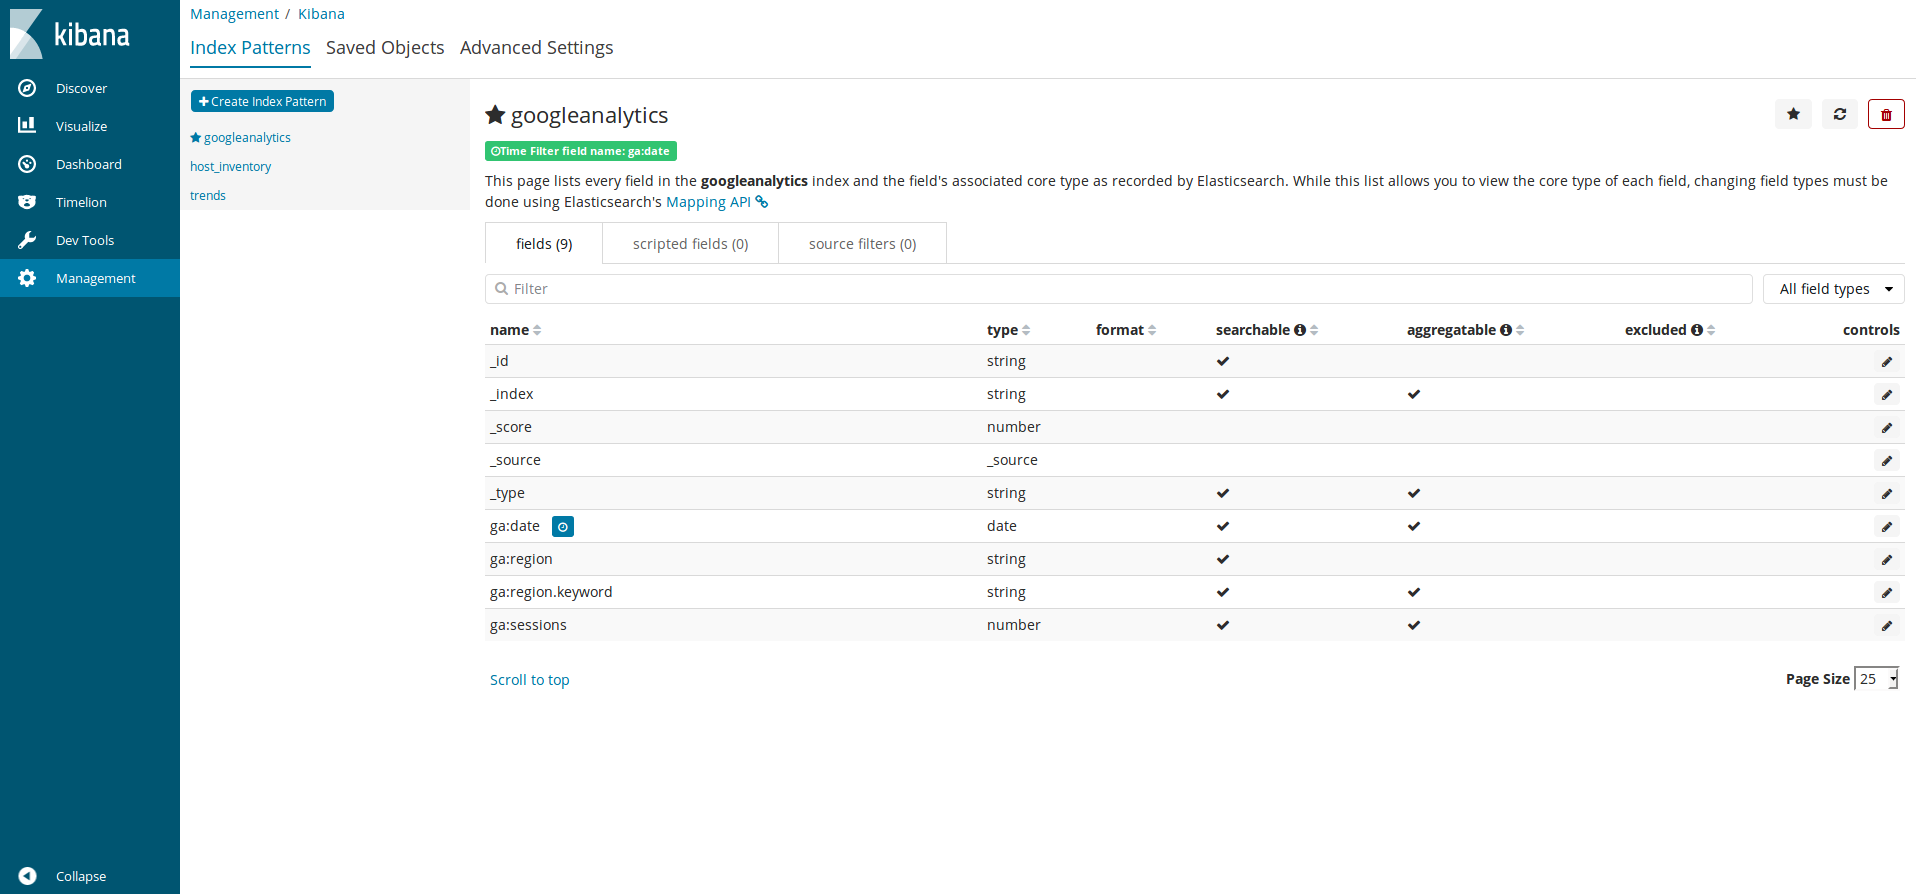 kibana
Discover
Visualize
Dashboard
Timelion
Dev Tools
Management
Collapse
Management / Kibana
Index Patterns Saved Objects Advanced Settings
Create Index Pattern
googleanalytics
host_inventory
trends
googleanalytics
Time Filter field name: ga:date
This page lists every field in the googleanalytics index and the field's associated core type as recorded by Elasticsearch. While this list allows you to view the core type of each field, changing field types must be
done using Elasticsearch's Mapping API
fields (9) scripted fields (0) source filters (0)
Filter All field types
name type format searchable aggregatable excluded controls
_id string
_index string
_score number
_source _source
_type string
ga:date date
ga:region string
ga:region.keyword string
ga:sessions number
Scroll to top Page Size 25